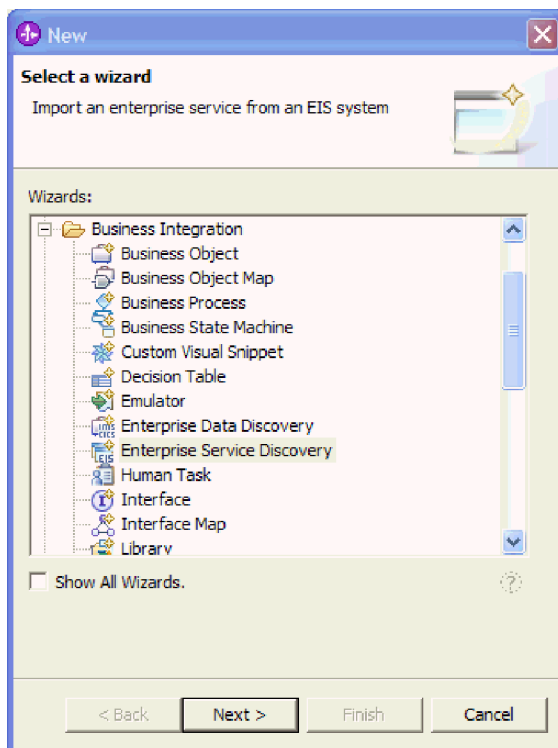 New
Select a wizard
Import an enterprise service from an EIS system
Wizards:
Business Integration
Business Object
Business Object Map
Business Process
Business State Machine
Custom Visual Snippet
Decision Table
Emulator
Enterprise Data Discovery
Enterprise Service Discovery
Human Task
Interface
Interface Map
Library
Show All Wizards.
< Back Next > Finish Cancel